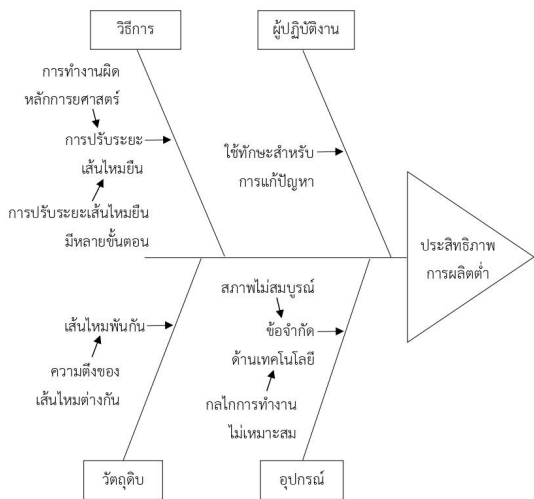 วิธีการ
ผู้ปฏิบัติงาน
การทำงานผิด
หลักการยศาสตร์
การปรับระยะ
เส้นไหมยืน
การปรับระยะเส้นไหมยืน
มีหลายขั้นตอน
ใช้ทักษะสำหรับ
การแก้ปัญหา
ประสิทธิภาพ
การผลิตต่ำ
เส้นไหมพันกัน
ความตึงของ
เส้นไหมต่างกัน
สภาพไม่สมบูรณ์
ข้อจำกัด
ด้านเทคโนโลยี
กลไกการทำงาน
ไม่เหมาะสม
วัตถุดิบ
อุปกรณ์